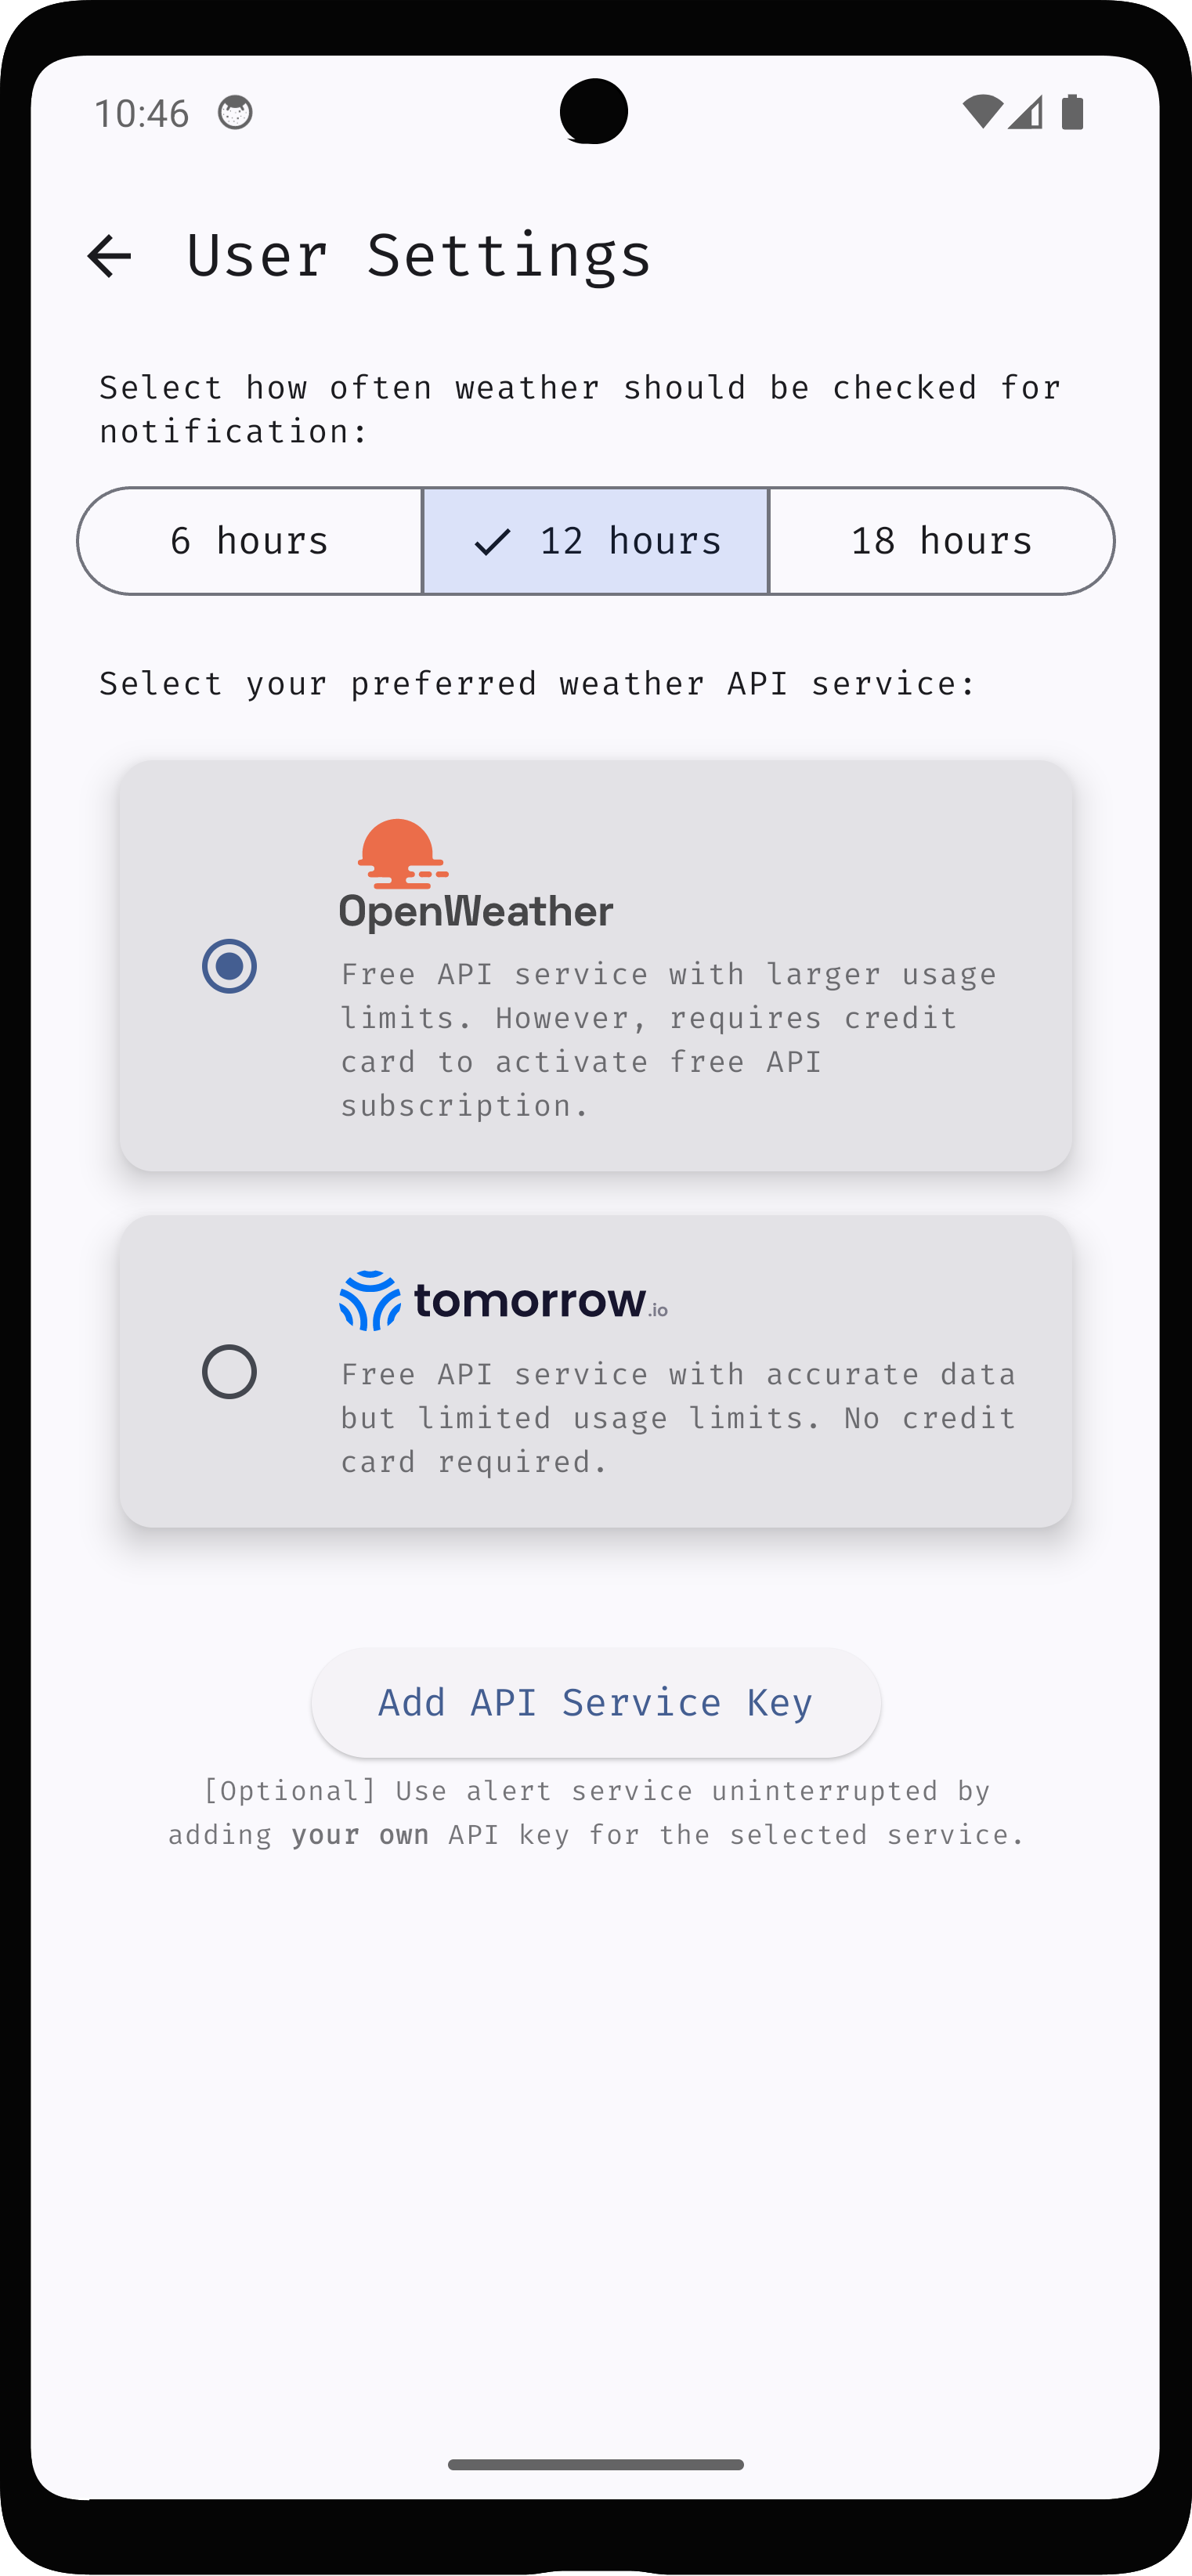 10:46
User Settings
Select how often weather should be checked for
notification:
6 hours
12 hours
18 hours
Select your preferred weather API service:
OpenWeather
Free API service with larger usage
limits. However, requires credit
card to activate free API
subscription.
tomorrow.io
Free API service with accurate data
but limited usage limits. No credit
card required.
Add API Service Key
[Optional] Use alert service uninterrupted by
adding your own API key for the selected service.